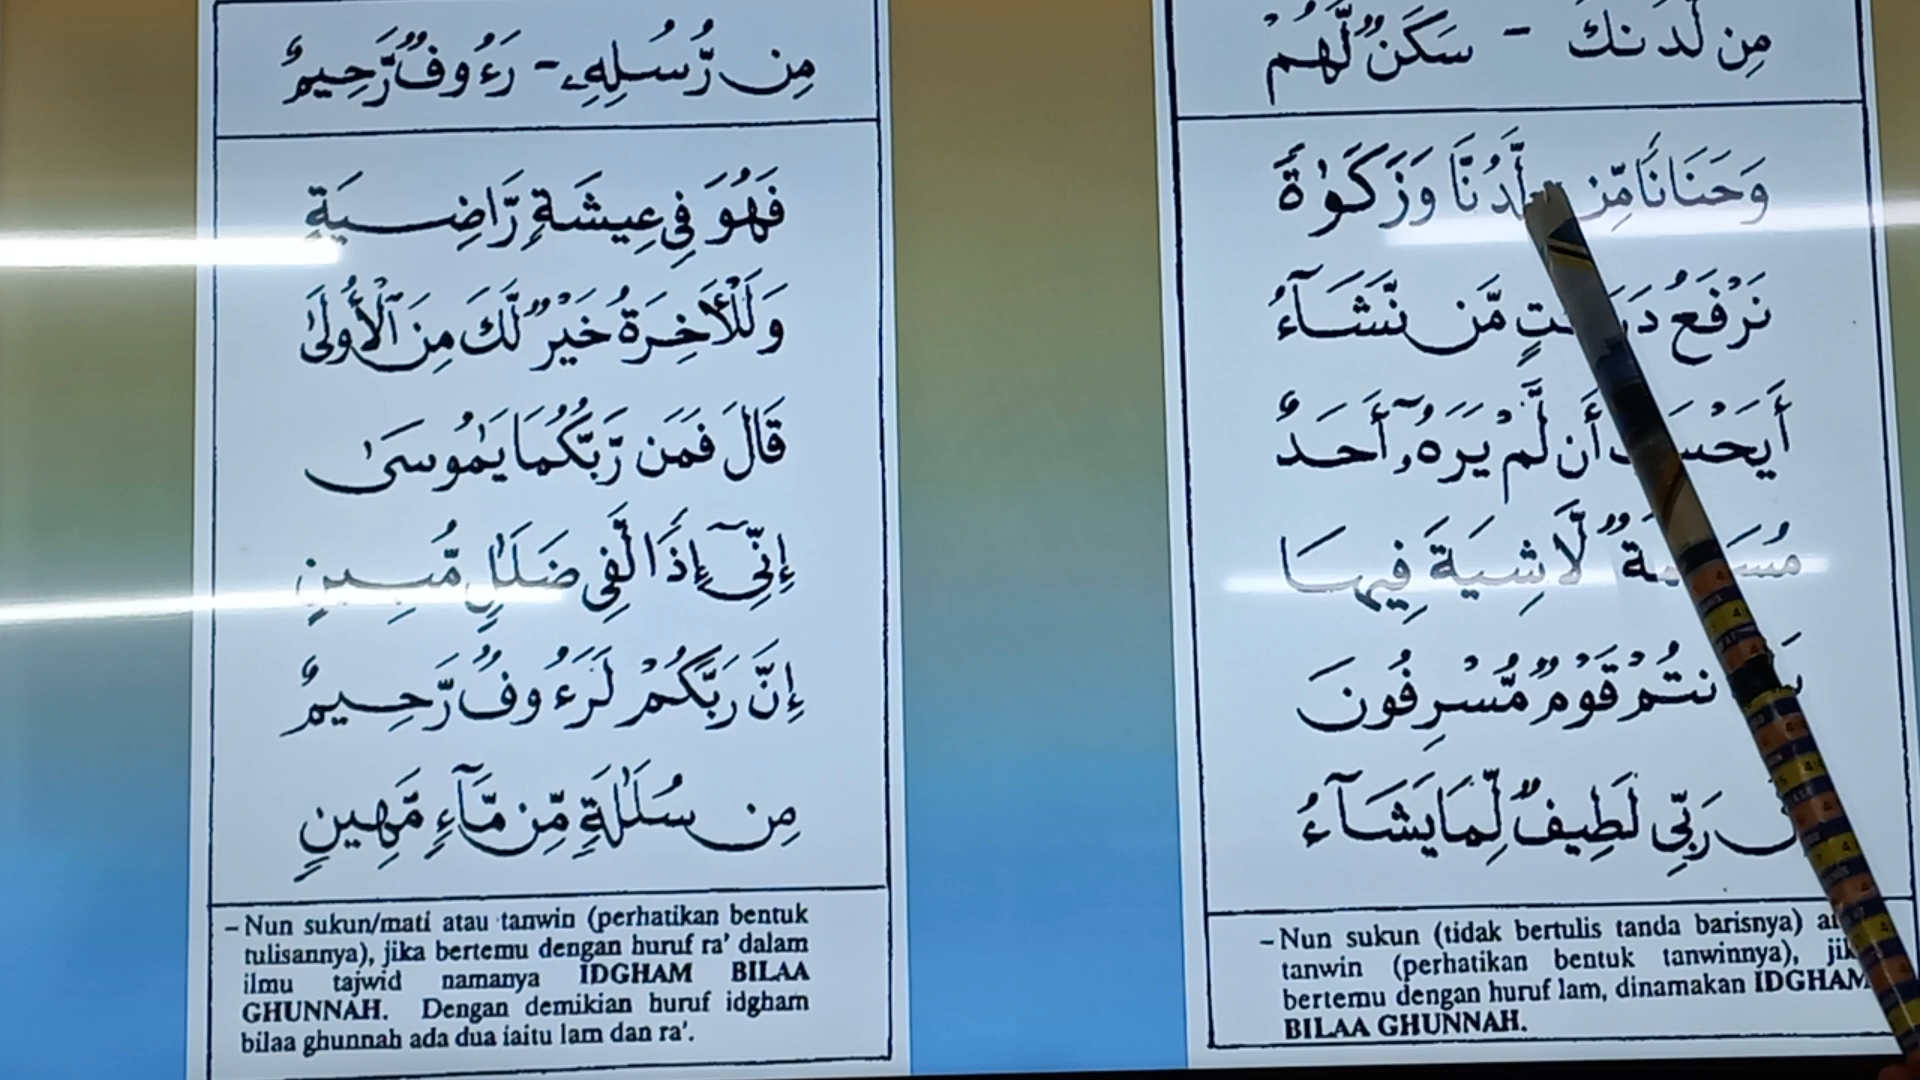 مِن لَّدُنكَ - سَكَنٌ لَّهُمْ
وَحَنَانًا مِّن لَّدُنَّا وَزَكَوٰةً
نَرْفَعُ مَّن نَّشَآءُ
أَن لَّمْ يَرَهُۥٓ أَحَدٌ
لَّا شِيَةَ فِيهَا
قَوْمٌ مُّسْرِفُونَ
رَبِّي لَطِيفٌ لِّمَا يَشَآءُ
– Nun sukun (tidak bertulis tanda barisnya)
tanwin (perhatikan bentuk tanwinnya),
bertemu dengan huruf lam, dinamakan IDGHAM
BILAA GHUNNAH.
مِن رُّسُلِهِۦ - رَءُوفٌ رَّحِيمٌ
فَهُوَ فِي عِيشَةٍ رَّاضِيَةٍ
وَلَلْأَخِرَةُ خَيْرٌ لَّكَ مِنَ ٱلْأُولَىٰ
قَالَ فَمَن رَّبُّكُمَا يَٰمُوسَىٰ
إِنِّيٓ إِذًا لَّفِي ضَلَٰلٍ مُّبِينٍ
إِنَّ رَبَّكُمْ لَرَءُوفٌ رَّحِيمٌ
مِن سُلَٰلَةٍ مِّن مَّآءٍ مَّهِينٍ
– Nun sukun/mati atau tanwin (perhatikan bentuk
tulisannya), jika bertemu dengan huruf ra' dalam
ilmu tajwid namanya IDGHAM BILAA
GHUNNAH. Dengan demikian huruf idgham
bilaa ghunnah ada dua iaitu lam dan ra'.